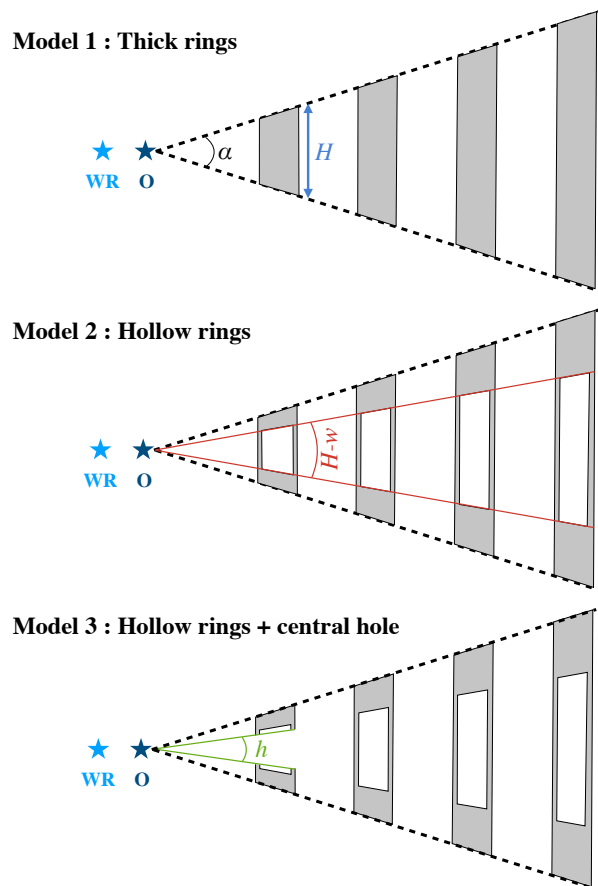 Model 1 : Thick rings
α
H
WR
O
Model 2 : Hollow rings
H-w
WR
O
Model 3 : Hollow rings + central hole
h
WR
O